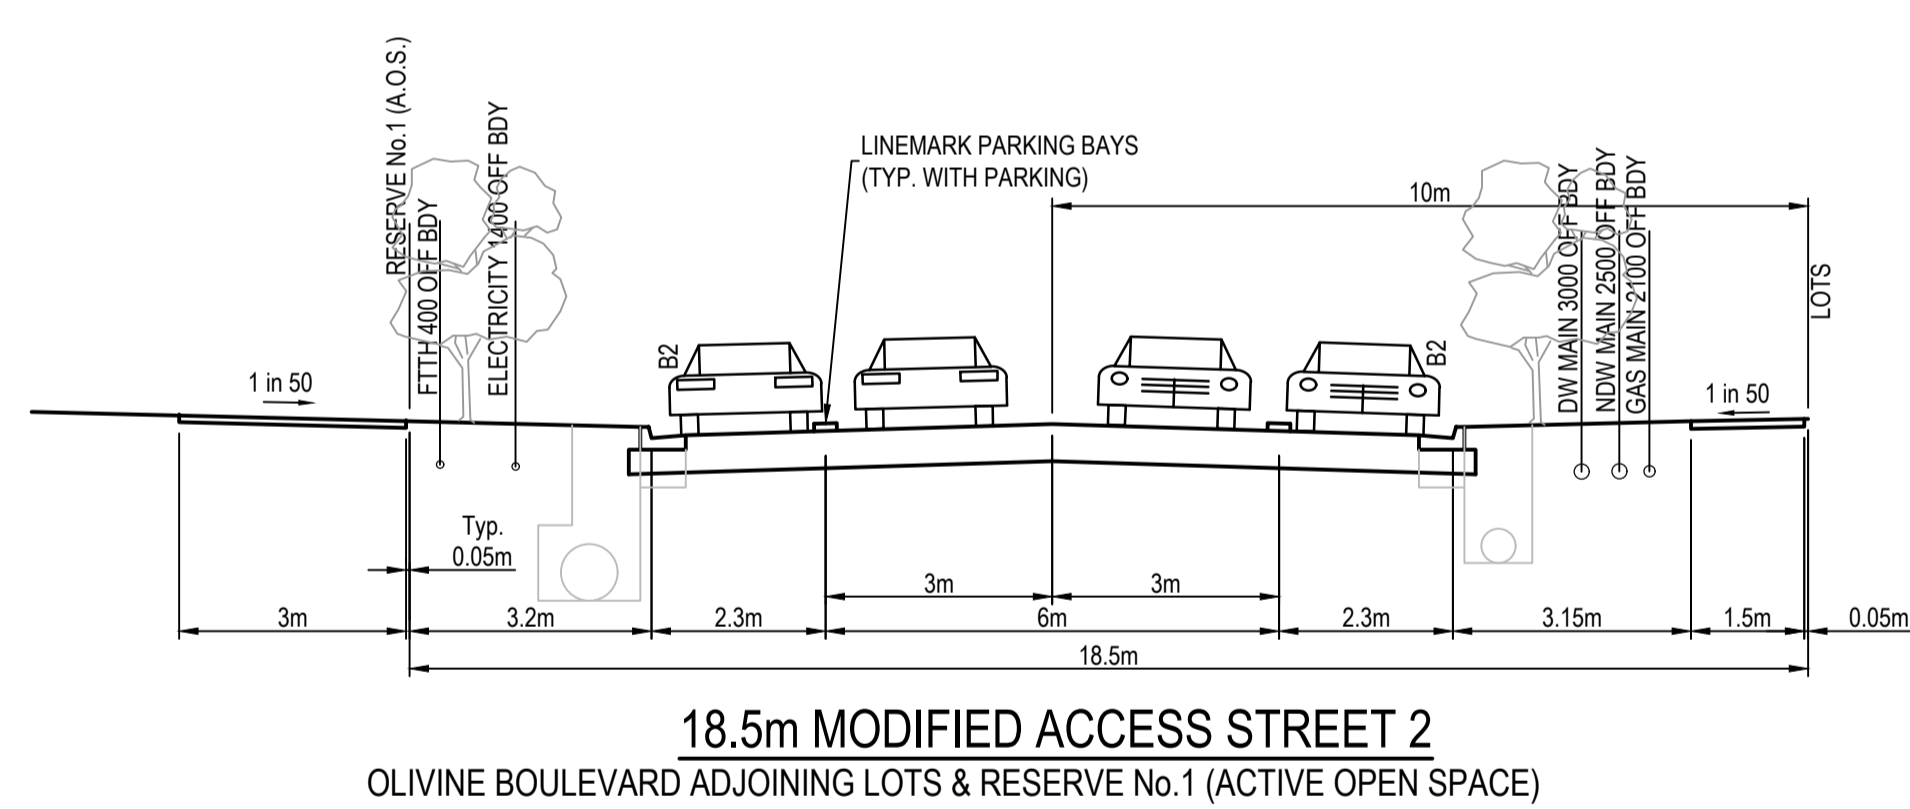 RESERVE No.1 (A.O.S.)
FTTH 400 OFF BDY
ELECTRICITY 1400 OFF BDY
LINEMARK PARKING BAYS
(TYP. WITH PARKING)
10m
DW MAIN 3000 OFF BDY
NDW MAIN 2500 OFF BDY
GAS MAIN 2100 OFF BDY
LOTS
1 in 50
B2
B2
1 in 50
Typ.
0.05m
3m
3m
3m
3.2m
2.3m
6m
2.3m
3.15m
1.5m
0.05m
18.5m
18.5m MODIFIED ACCESS STREET 2
OLIVINE BOULEVARD ADJOINING LOTS & RESERVE No.1 (ACTIVE OPEN SPACE)